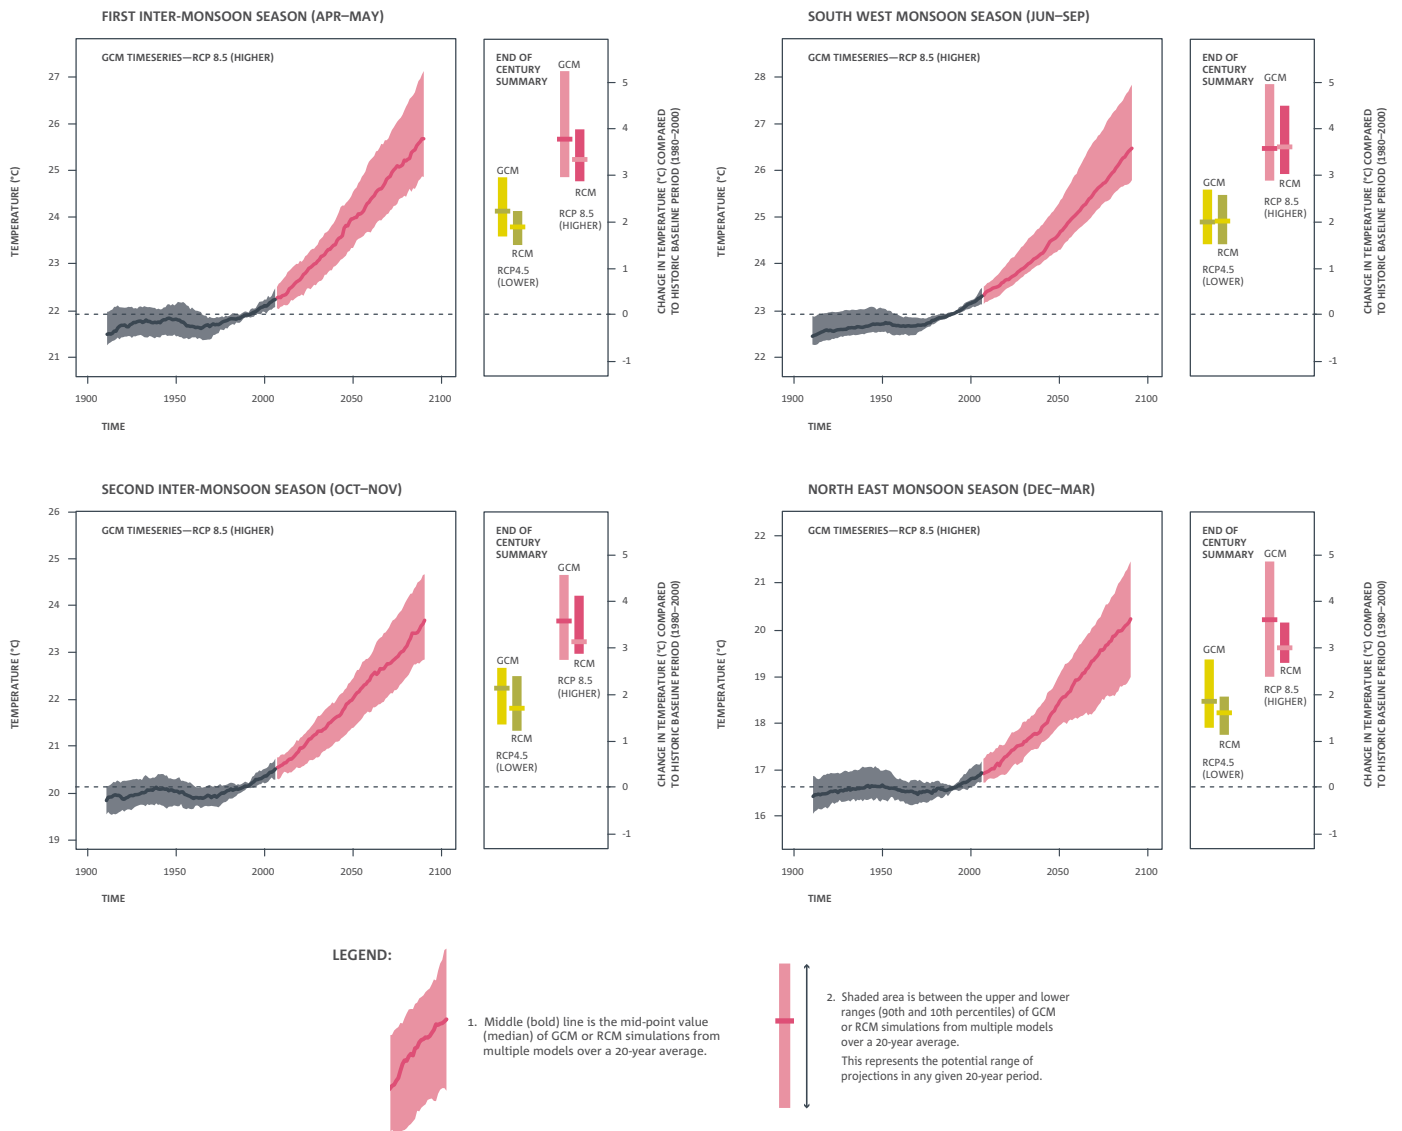 FIRST INTER-MONSOON SEASON (APR–MAY)
GCM TIMESERIES—RCP 8.5 (HIGHER)
27
26
25
24
23
22
21
TEMPERATURE (°C)
1900
1950
2000
2050
2100
TIME
END OF
CENTURY
SUMMARY
GCM
GCM
RCM
RCP 8.5
(HIGHER)
RCM
RCP4.5
(LOWER)
5
4
3
2
1
0
-1
CHANGE IN TEMPERATURE (°C) COMPARED
TO HISTORIC BASELINE PERIOD (1980–2000)
SOUTH WEST MONSOON SEASON (JUN–SEP)
GCM TIMESERIES—RCP 8.5 (HIGHER)
28
27
26
25
24
23
22
TEMPERATURE (°C)
1900
1950
2000
2050
2100
TIME
END OF
CENTURY
SUMMARY
GCM
GCM
RCM
RCP 8.5
(HIGHER)
RCM
RCP4.5
(LOWER)
5
4
3
2
1
0
-1
CHANGE IN TEMPERATURE (°C) COMPARED
TO HISTORIC BASELINE PERIOD (1980–2000)
SECOND INTER-MONSOON SEASON (OCT–NOV)
GCM TIMESERIES—RCP 8.5 (HIGHER)
26
25
24
23
22
21
20
19
TEMPERATURE (°C)
1900
1950
2000
2050
2100
TIME
END OF
CENTURY
SUMMARY
GCM
GCM
RCM
RCP 8.5
(HIGHER)
RCM
RCP4.5
(LOWER)
5
4
3
2
1
0
-1
CHANGE IN TEMPERATURE (°C) COMPARED
TO HISTORIC BASELINE PERIOD (1980–2000)
NORTH EAST MONSOON SEASON (DEC–MAR)
GCM TIMESERIES—RCP 8.5 (HIGHER)
22
21
20
19
18
17
16
TEMPERATURE (°C)
1900
1950
2000
2050
2100
TIME
END OF
CENTURY
SUMMARY
GCM
GCM
RCM
RCP 8.5
(HIGHER)
RCM
RCP4.5
(LOWER)
5
4
3
2
1
0
-1
CHANGE IN TEMPERATURE (°C) COMPARED
TO HISTORIC BASELINE PERIOD (1980–2000)
LEGEND:
1. Middle (bold) line is the mid-point value
(median) of GCM or RCM simulations from
multiple models over a 20-year average.
2. Shaded area is between the upper and lower
ranges (90th and 10th percentiles) of GCM
or RCM simulations from multiple models
over a 20-year average.
This represents the potential range of
projections in any given 20-year period.